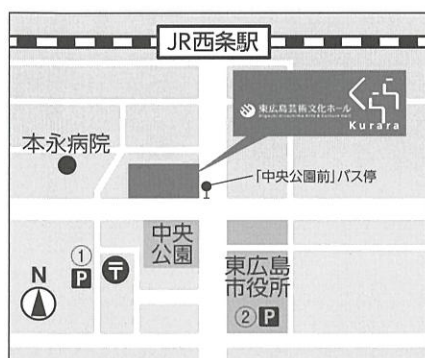 JR西条駅
東広島芸術文化ホール
くらら
Kurara
本永病院
「中央公園前」バス停
中央
公園
①
P
〒
N
東広島
市役所
② P